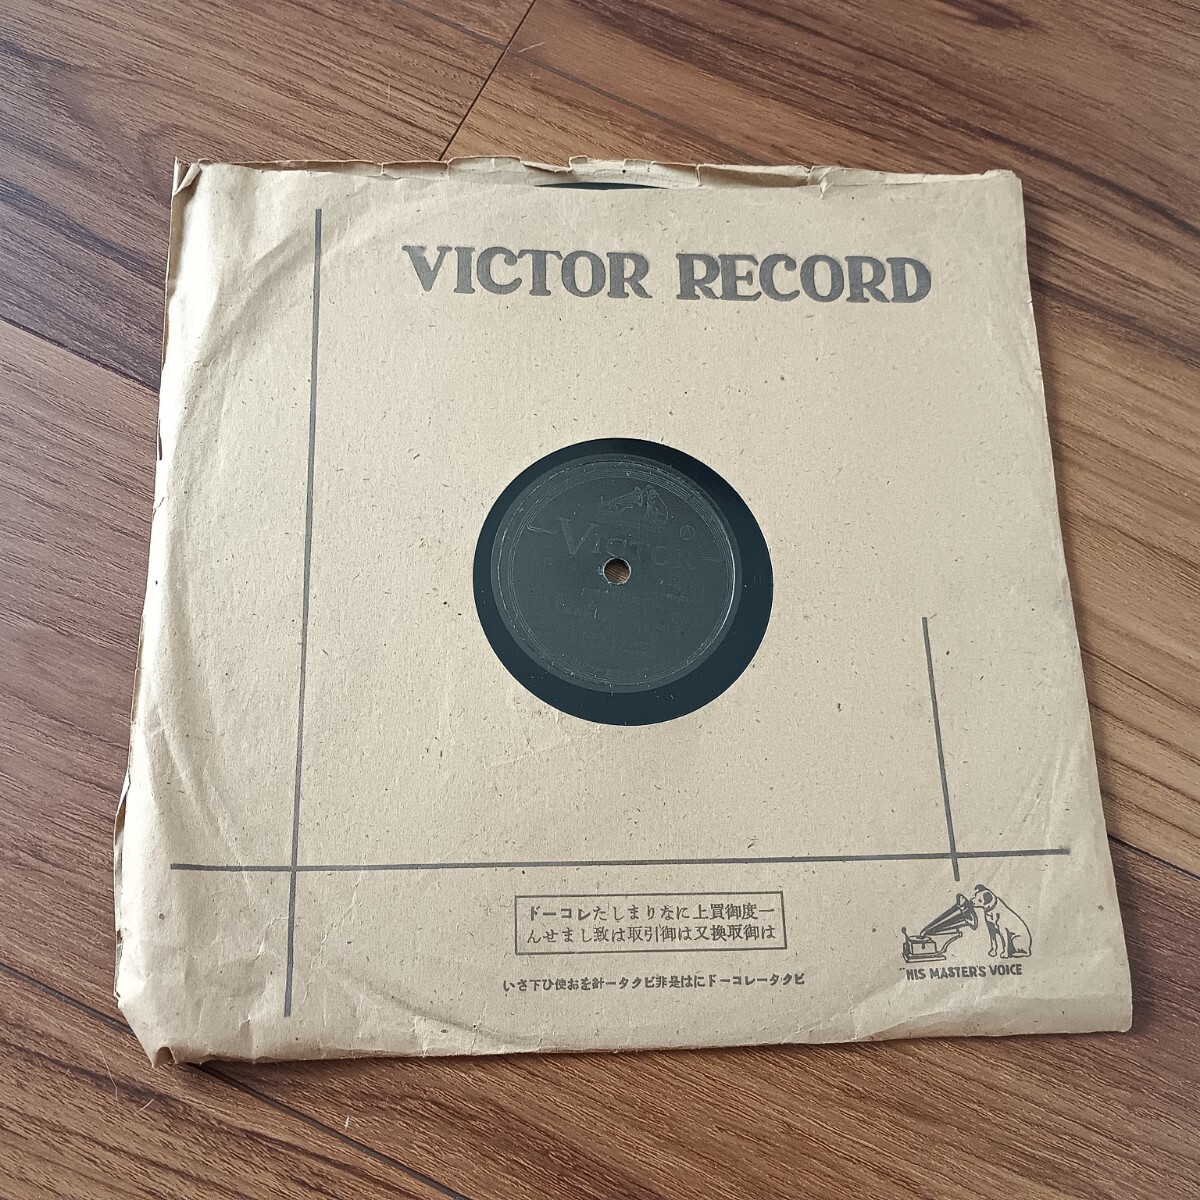 VICTOR RECORD
VICTOR
一度御買上になりましたレコード
は御取換又は御引取は致しません
ビクターレコードには是非ビクター針をお使ひ下さい
HIS MASTER'S VOICE